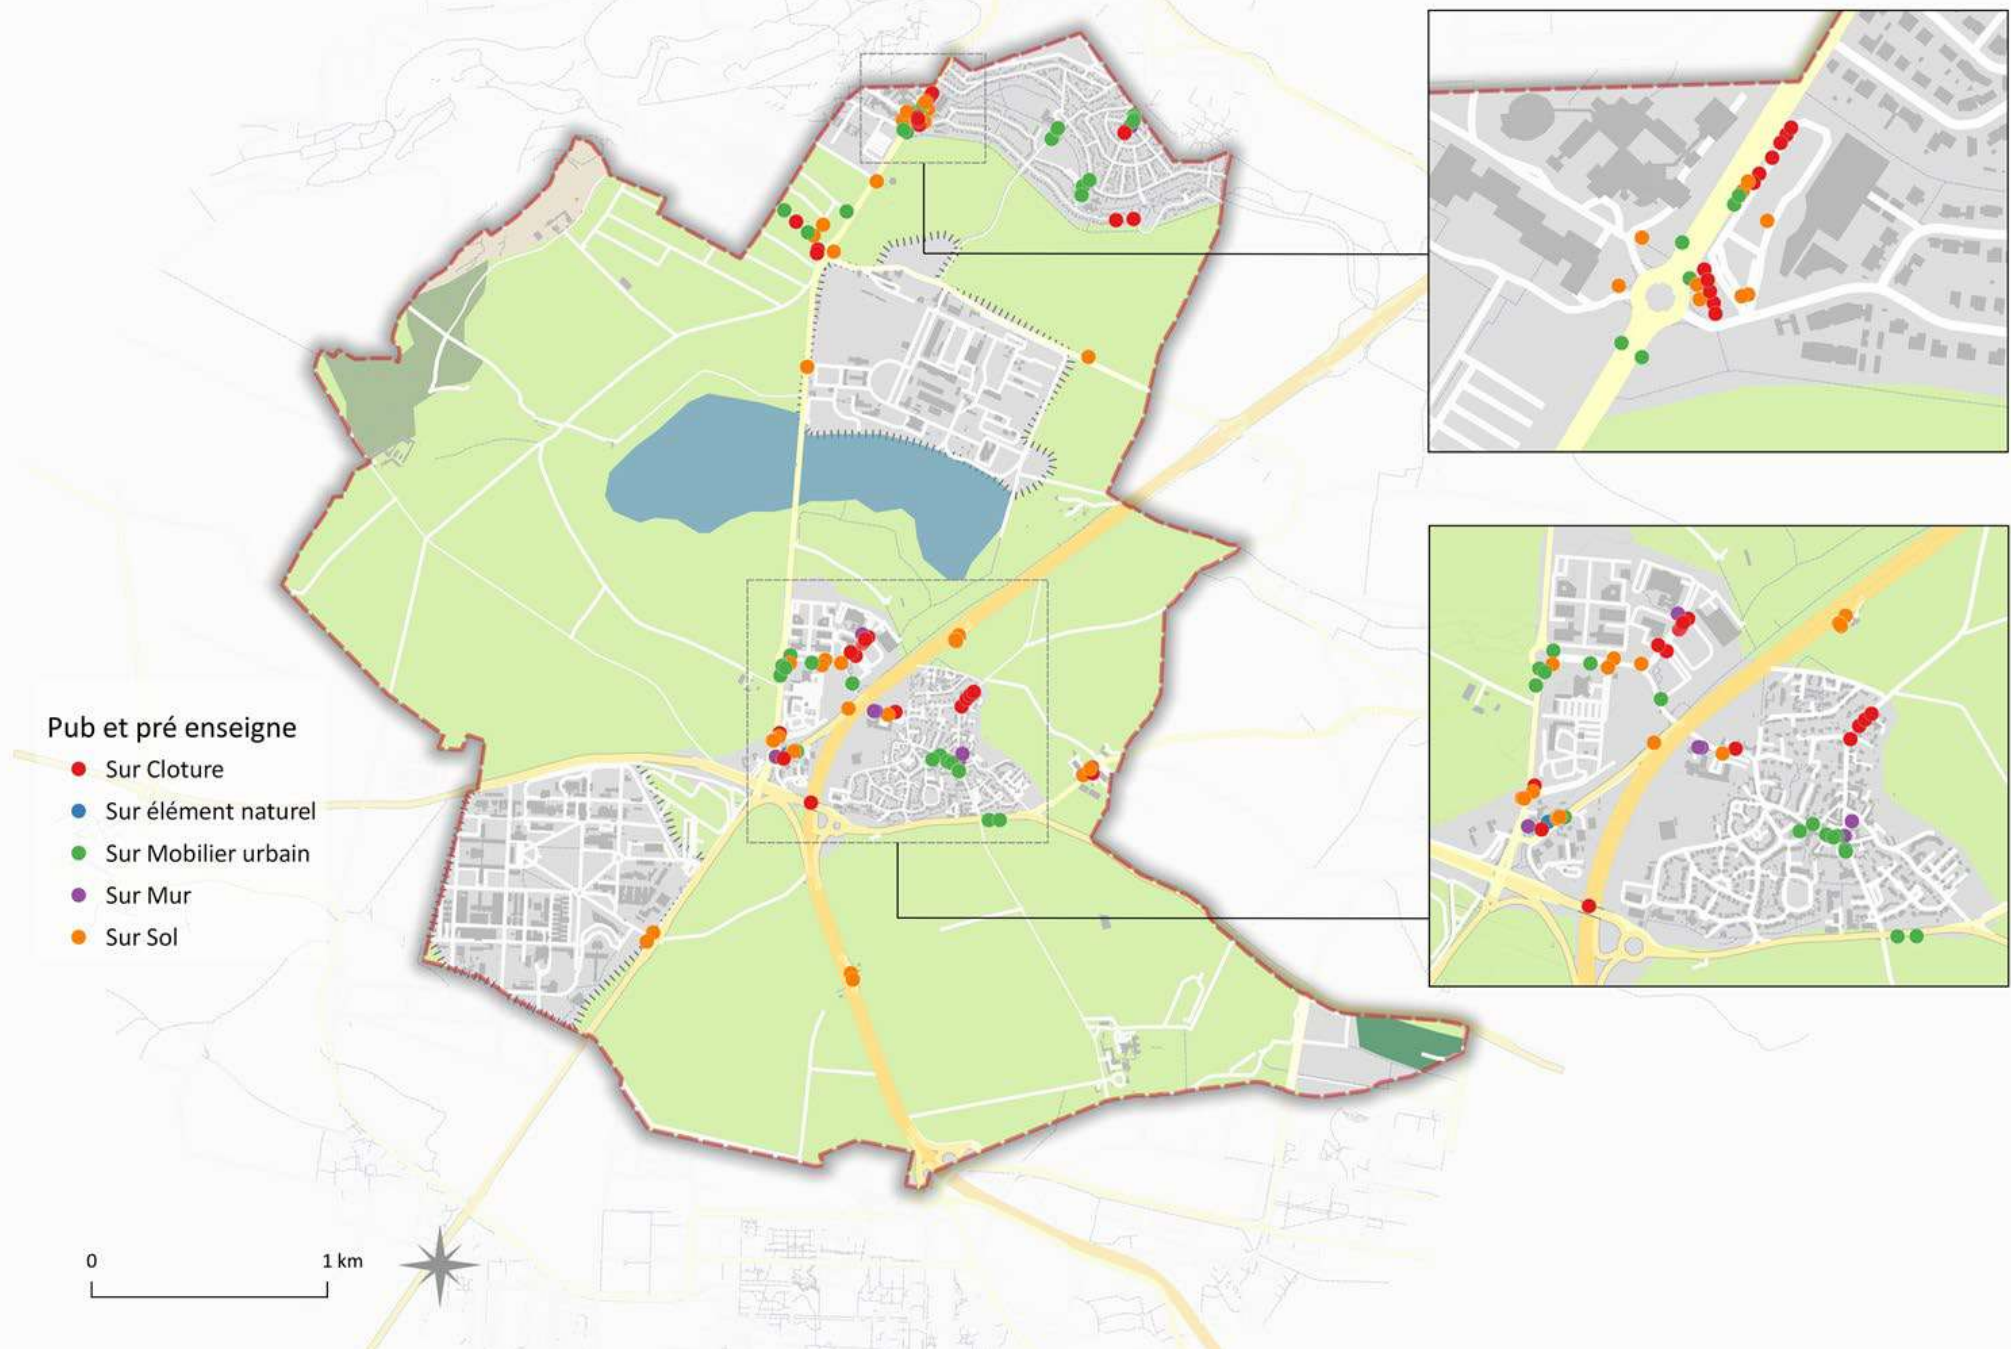 Pub et pré enseigne
Sur Cloture
Sur élément naturel
Sur Mobilier urbain
Sur Mur
Sur Sol
0 1 km